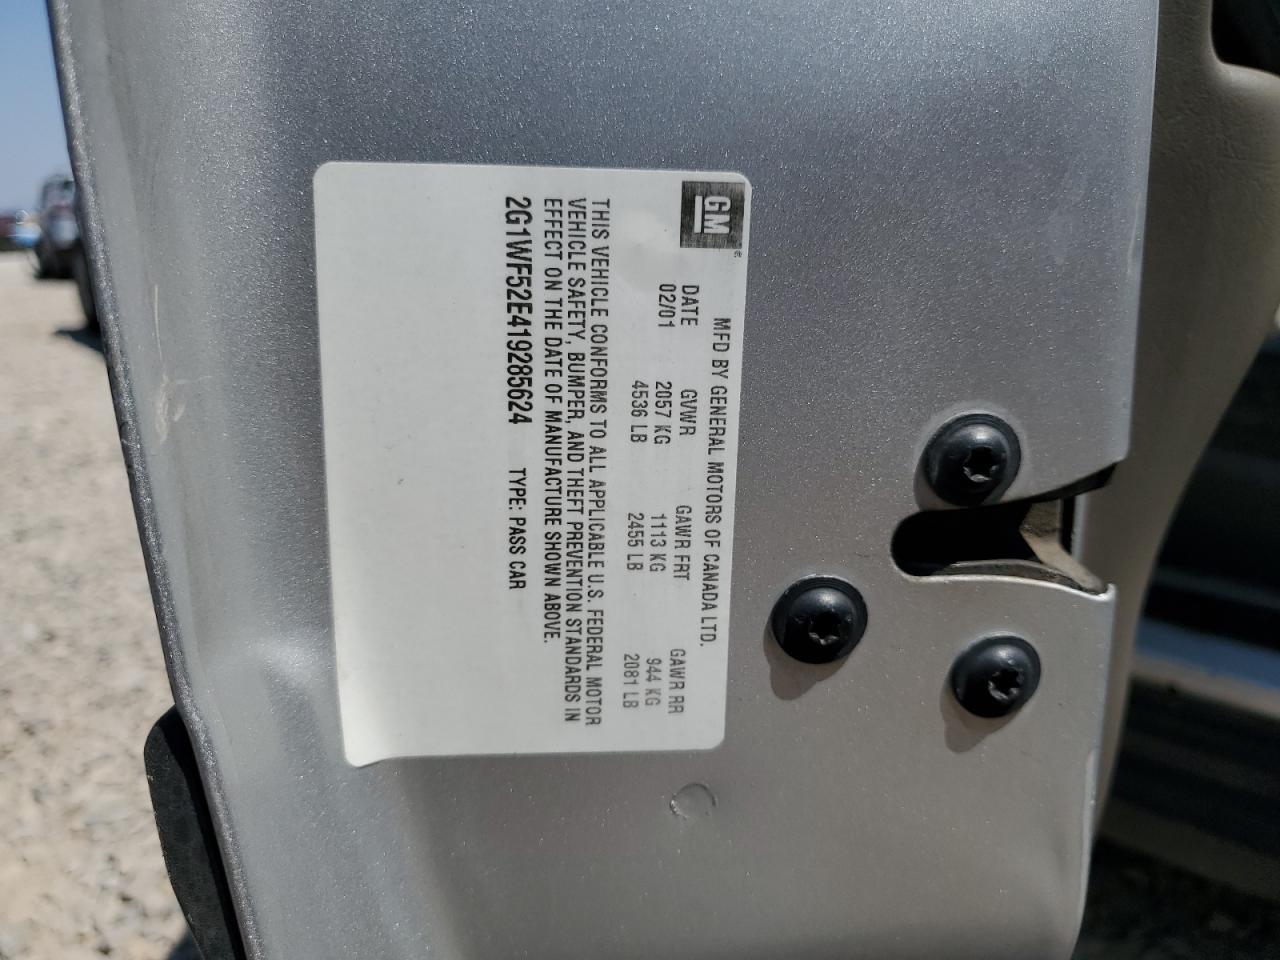 GM
MFD BY GENERAL MOTORS OF CANADA LTD.
DATE GVWR GAWR FRT GAWR RR
02/01 2057 KG 1113 KG 944 KG
4536 LB 2455 LB 2081 LB
THIS VEHICLE CONFORMS TO ALL APPLICABLE U.S. FEDERAL MOTOR
VEHICLE SAFETY, BUMPER, AND THEFT PREVENTION STANDARDS IN
EFFECT ON THE DATE OF MANUFACTURE SHOWN ABOVE.
2G1WF52E419285624 TYPE: PASS CAR